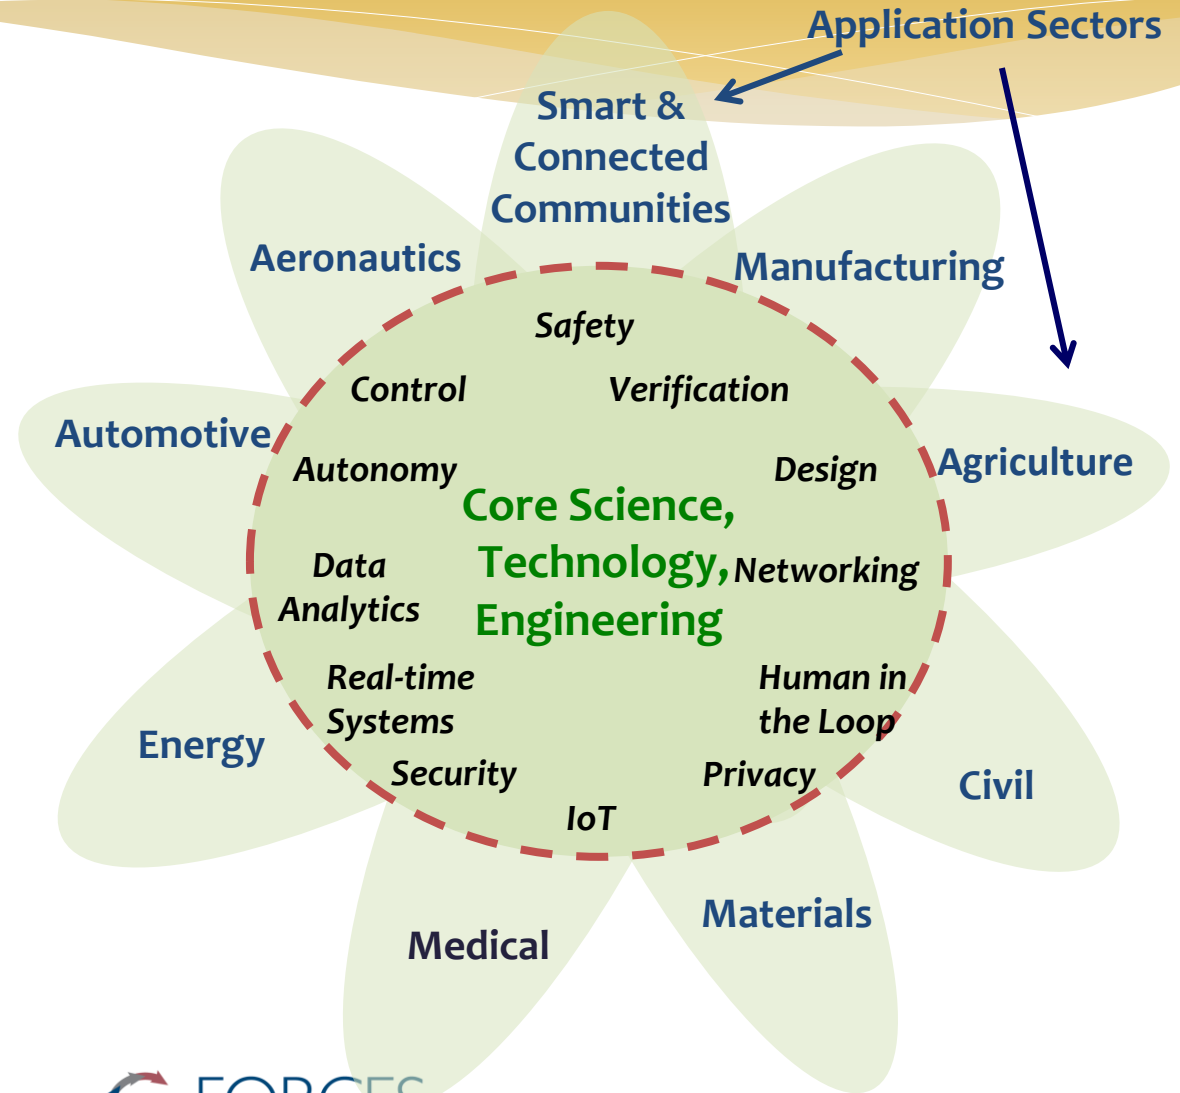 Application Sectors
Smart &
Connected
Communities
Aeronautics
Manufacturing
Safety
Control
Verification
Automotive
Autonomy
Design
Agriculture
Core Science,
Technology,
Engineering
Data
Analytics
Networking
Real-time
Systems
Human in
the Loop
Energy
Security
Privacy
Civil
IoT
Materials
Medical
FORCES